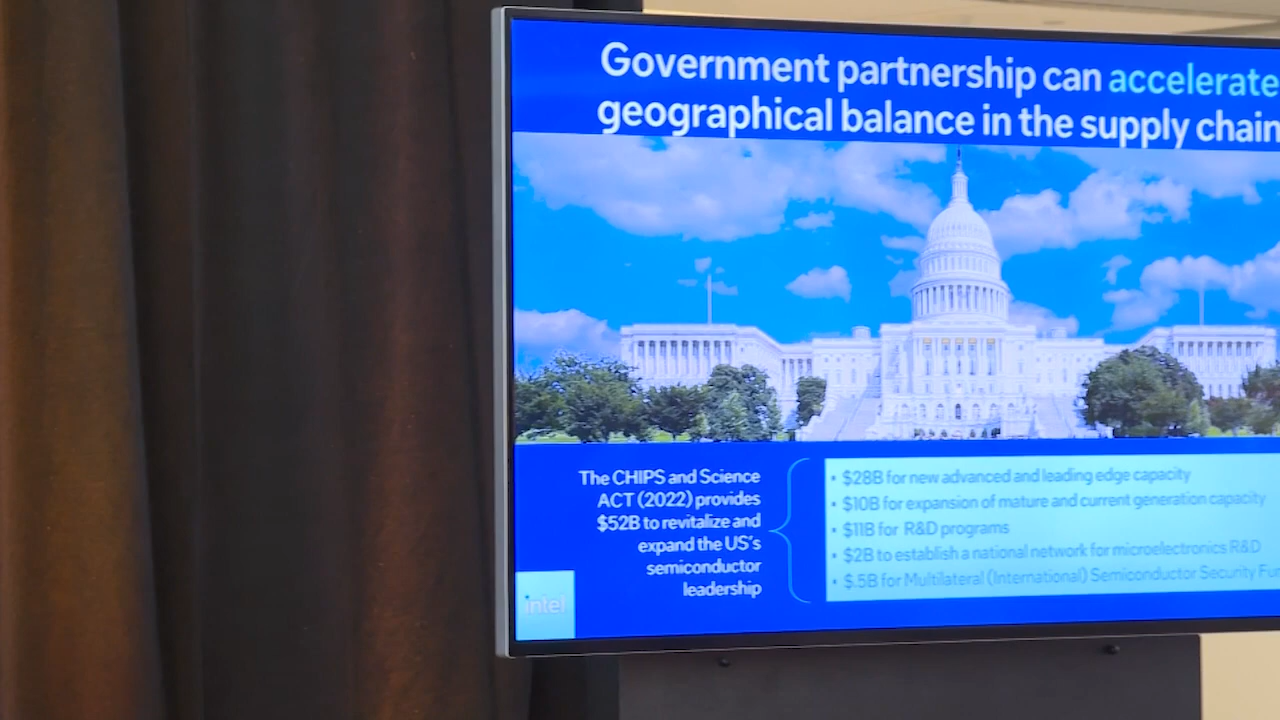 Government partnership can accelerate
geographical balance in the supply chain
The CHIPS and Science
ACT (2022) provides
$52B to revitalize and
expand the US's
semiconductor
leadership
• $28B for new advanced and leading edge capacity
• $10B for expansion of mature and current generation capacity
• $11B for R&D programs
• $2B to establish a national network for microelectronics R&D
• $.5B for Multilateral (International) Semiconductor Security
intel